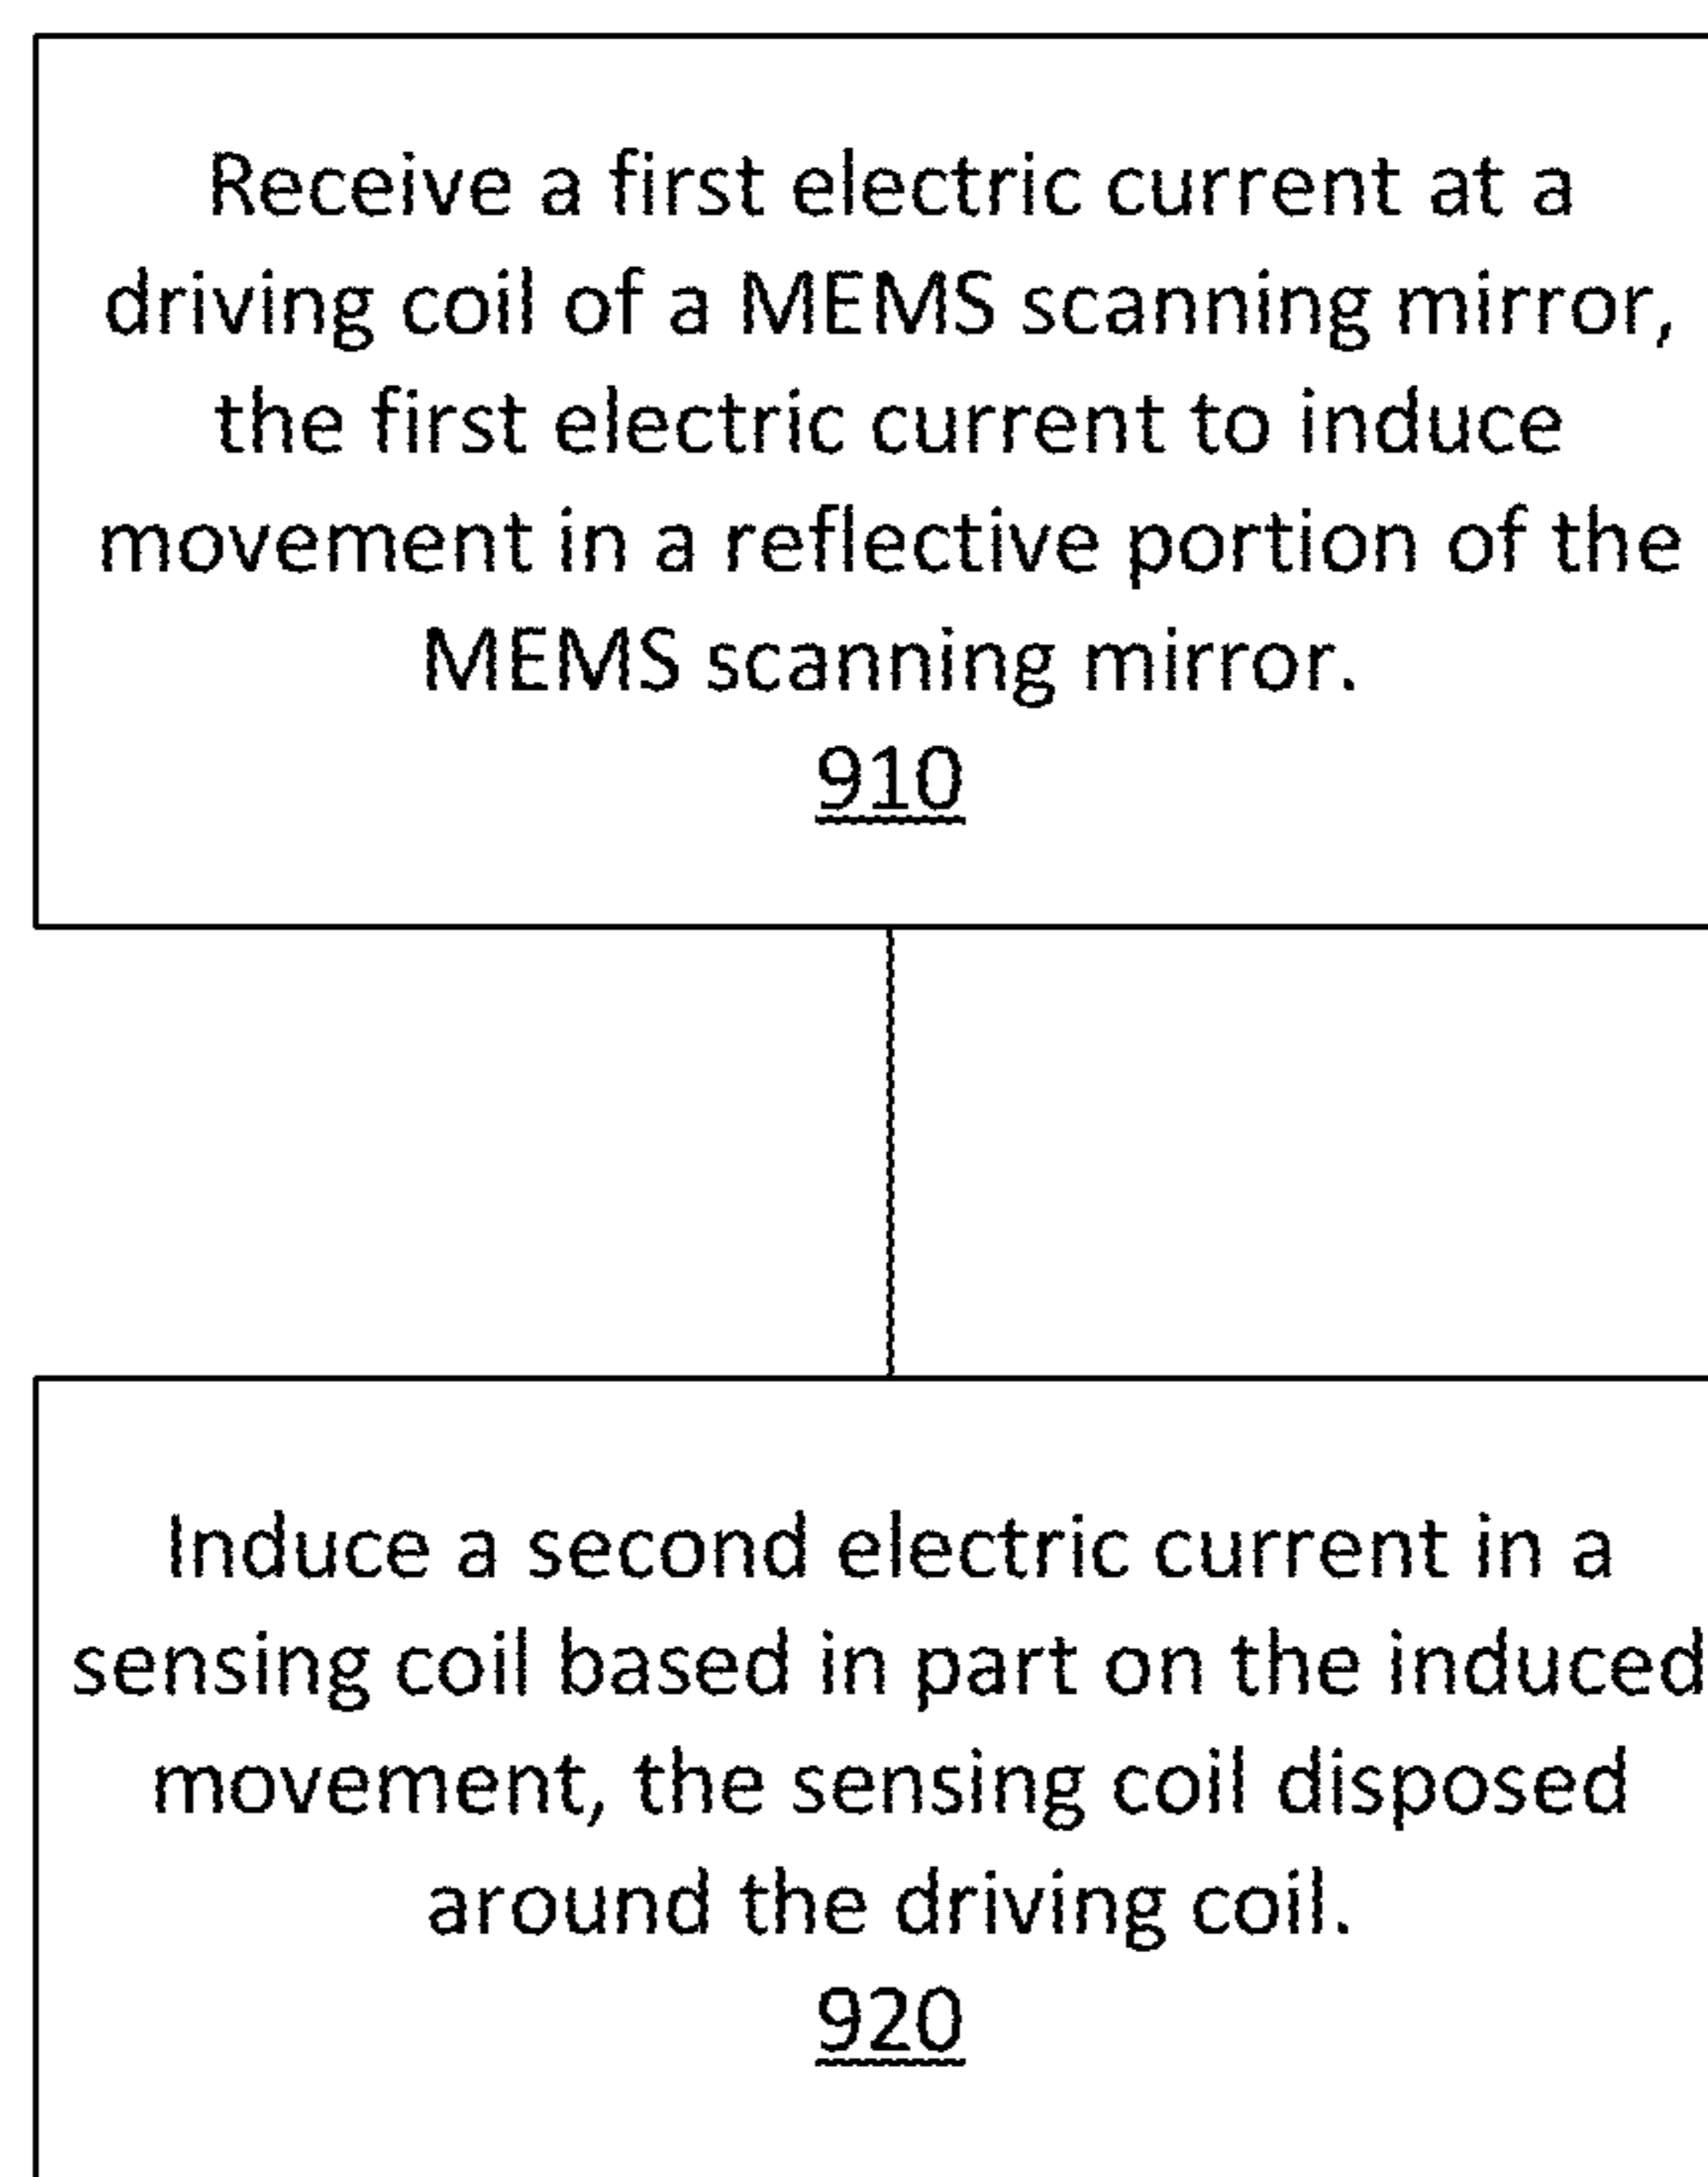 Receive a first electric current at a
driving coil of a MEMS scanning mirror,
the first electric current to induce
movement in a reflective portion of the
MEMS scanning mirror.
910
Induce a second electric current in a
sensing coil based in part on the induced
movement, the sensing coil disposed
around the driving coil.
920